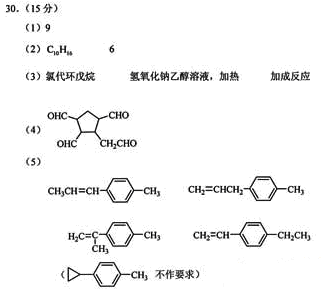 30.（15分）
（1）9
（2）C₁₀H₁₆ 6
（3）氯代环戊烷 氢氧化钠乙醇溶液，加热 加成反应
（4）
OHC CHO
OHC CH₂CHO
（5）
CH₃CH=CH CH₃ CH₂=CHCH₂ CH₃
H₂C=C CH₃ CH₂=CH CH₂CH₃
CH₃
（ CH₃ 不作要求）